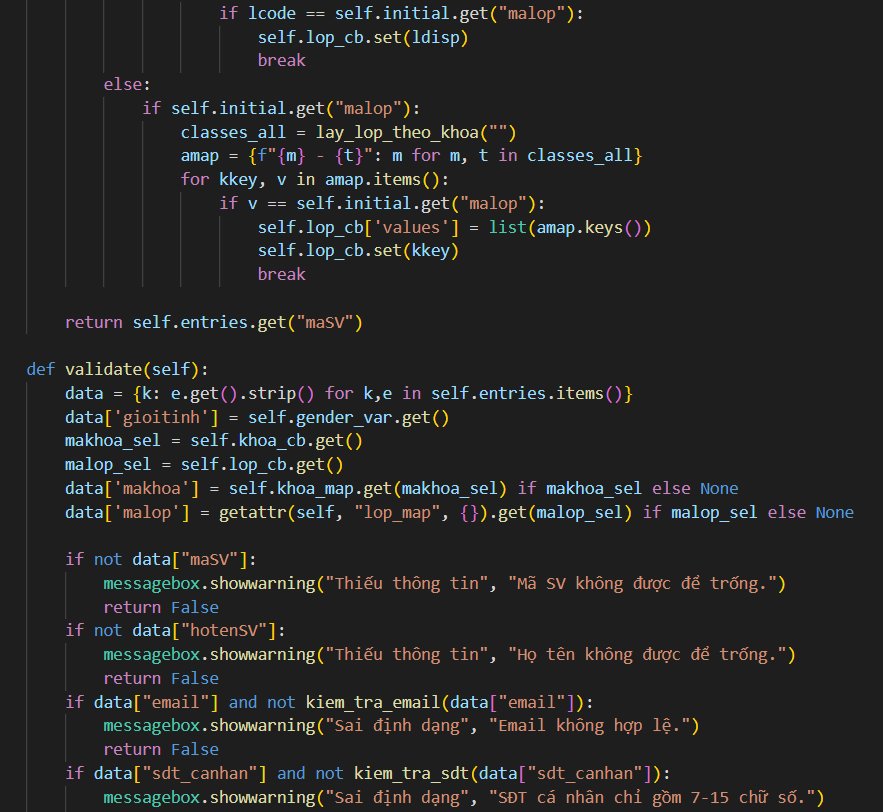 if lcode == self.initial.get("malop"):
self.lop_cb.set(ldisp)
break
else:
if self.initial.get("malop"):
classes_all = lay_lop_theo_khoa("")
amap = {f"{m} - {t}": m for m, t in classes_all}
for kkey, v in amap.items():
if v == self.initial.get("malop"):
self.lop_cb['values'] = list(amap.keys())
self.lop_cb.set(kkey)
break
return self.entries.get("maSV")
def validate(self):
data = {k: e.get().strip() for k,e in self.entries.items()}
data['gioitinh'] = self.gender_var.get()
makhoa_sel = self.khoa_cb.get()
malop_sel = self.lop_cb.get()
data['makhoa'] = self.khoa_map.get(makhoa_sel) if makhoa_sel else None
data['malop'] = getattr(self, "lop_map", {}).get(malop_sel) if malop_sel else None
if not data["maSV"]:
messagebox.showwarning("Thiếu thông tin", "Mã SV không được để trống.")
return False
if not data["hotenSV"]:
messagebox.showwarning("Thiếu thông tin", "Họ tên không được để trống.")
return False
if data["email"] and not kiem_tra_email(data["email"]):
messagebox.showwarning("Sai định dạng", "Email không hợp lệ.")
return False
if data["sdt_canhan"] and not kiem_tra_sdt(data["sdt_canhan"]):
messagebox.showwarning("Sai định dạng", "SĐT cá nhân chỉ gồm 7-15 chữ số.")